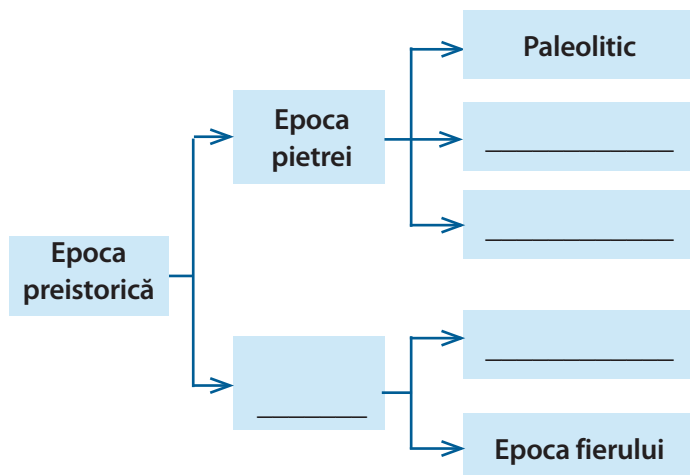 Paleolitic
Epoca
pietrei
Epoca
preistorică
Epoca fierului